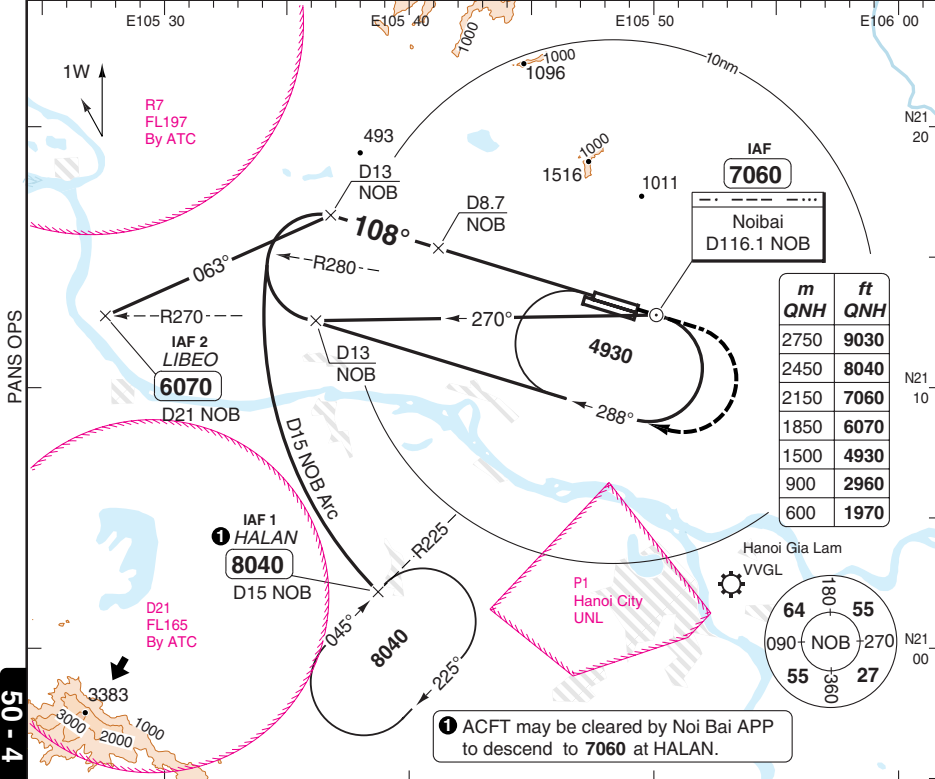 E105 30
E105 40
E105 50
E106 00
1000
1000
1000
1096
10nm
1W
R7
FL197
By ATC
N21
20
493
1000
1516
1011
IAF
7060
Noibai
D116.1 NOB
D13
NOB
D8.7
NOB
108°
R280
063°
R270
270°
IAF 2
LIBEO
6070
D21 NOB
D13
NOB
4930
288°
PANS OPS
m
QNH
ft
QNH
2750 9030
2450 8040
2150 7060
1850 6070
1500 4930
900 2960
600 1970
N21
10
D15 NOB Arc
R225
IAF 1
❶ HALAN
8040
D15 NOB
045°
8040
225°
D21
FL165
By ATC
P1
Hanoi City
UNL
Hanoi Gia Lam
VVGL
180
64
55
090
NOB
270
55
27
360
N21
00
3383
3000
2000
1000
50 - 4
❶ ACFT may be cleared by Noi Bai APP
to descend to 7060 at HALAN.